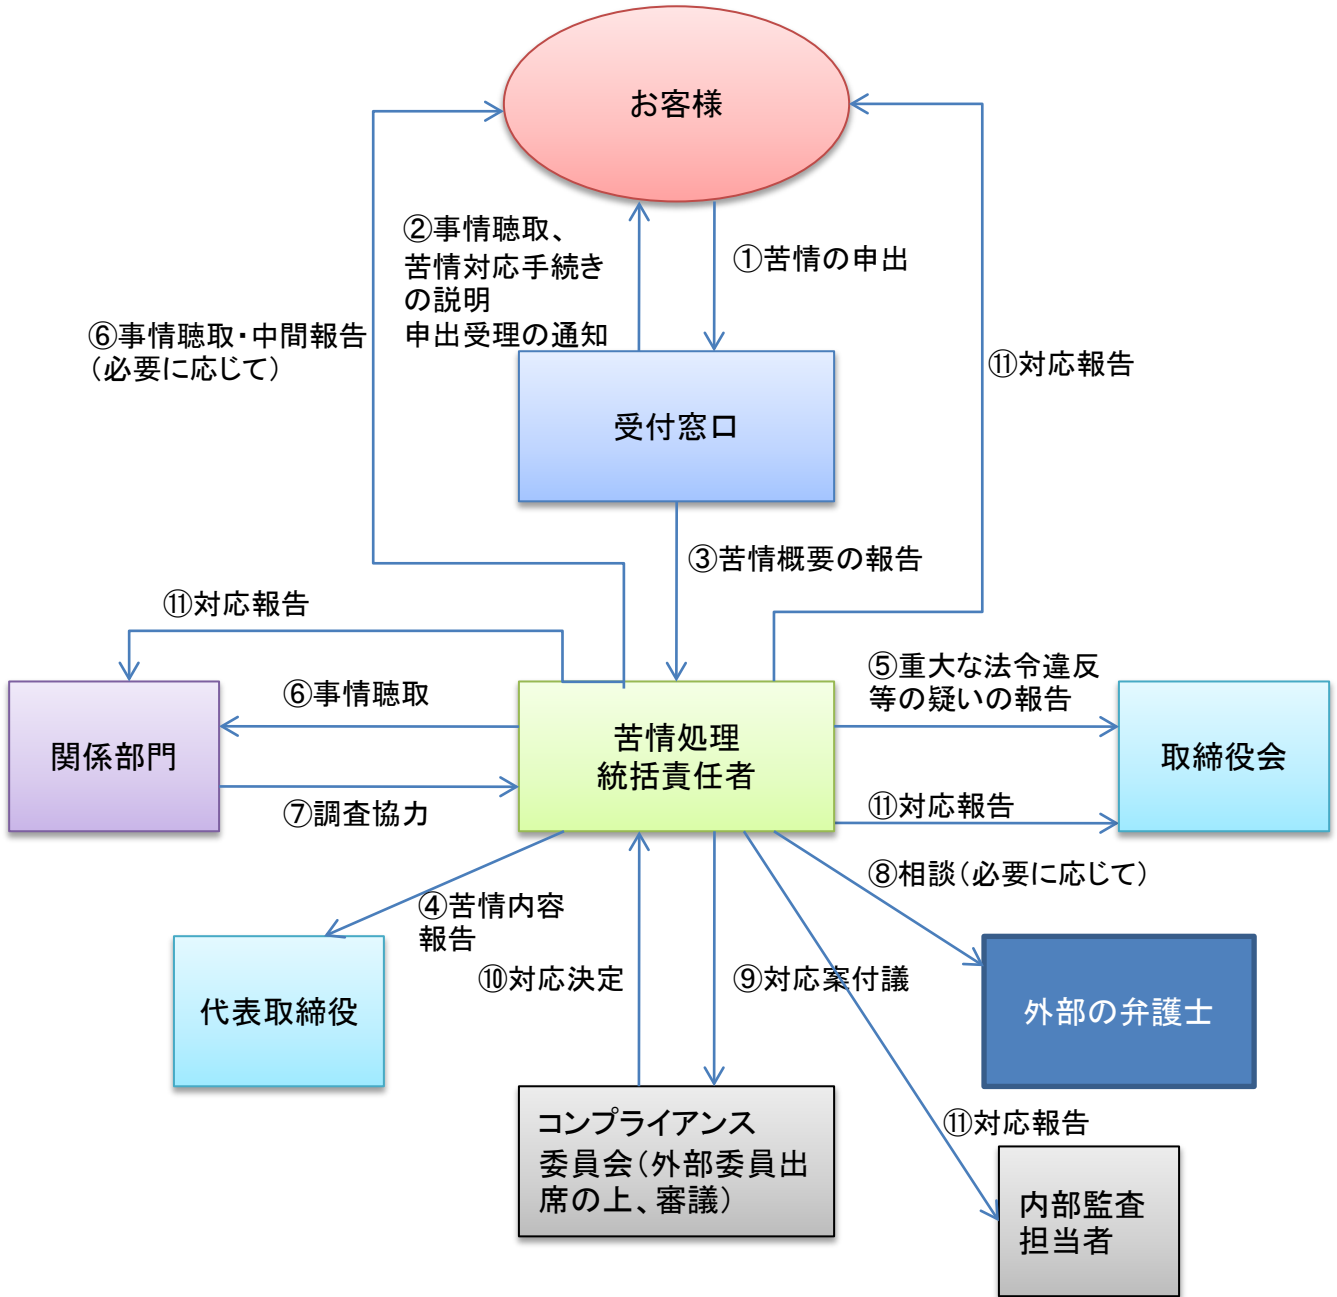 お客様
②事情聴取、
苦情対応手続き
の説明
申出受理の通知
①苦情の申出
⑥事情聴取・中間報告
（必要に応じて）
⑪対応報告
受付窓口
③苦情概要の報告
⑪対応報告
⑤重大な法令違反
等の疑いの報告
⑥事情聴取
関係部門
苦情処理
統括責任者
取締役会
⑦調査協力
⑪対応報告
⑧相談（必要に応じて）
④苦情内容
報告
⑩対応決定
⑨対応案付議
代表取締役
外部の弁護士
コンプライアンス
委員会（外部委員出
席の上、審議）
⑪対応報告
内部監査
担当者